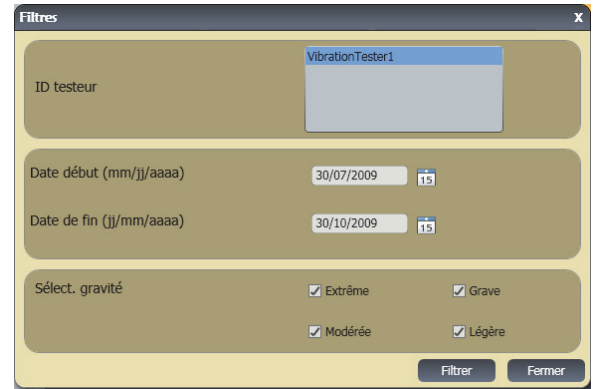 Filtres X
VibrationTester1
ID testeur
Date début (mm/jj/aaaa) 30/07/2009 15
Date de fin (jj/mm/aaaa) 30/10/2009 15
Sélect. gravité Extrême Grave
Modérée Légère
Filtrer Fermer